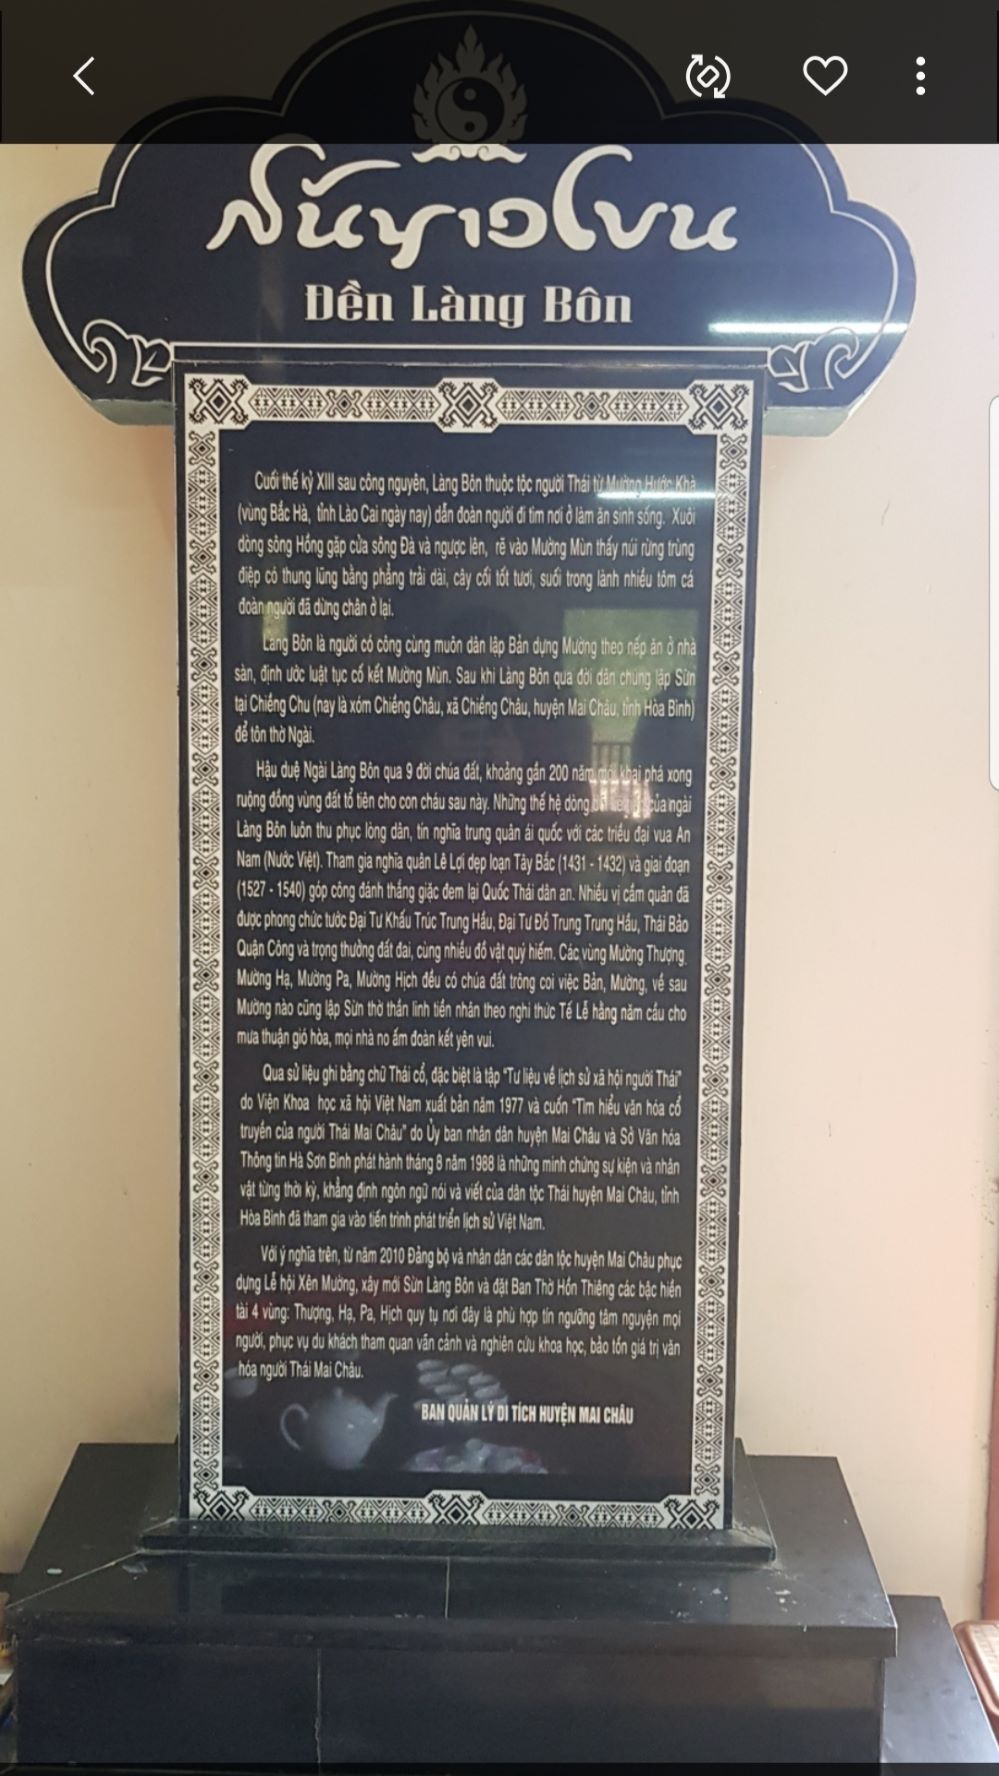 Đền Làng Bôn
Cuối thế kỷ XIII sau công nguyên, Làng Bôn thuộc tộc người Thái từ Mường Hước Khà
(vùng Bắc Hà, tỉnh Lào Cai ngày nay) dẫn đoàn người đi tìm nơi ở làm ăn sinh sống. Xuôi
dòng sông Hồng gặp cửa sông Đà và ngược lên, rẽ vào Mường Mùn thấy núi rừng trùng
điệp có thung lũng bằng phẳng trải dài, cây cối tốt tươi, suối trong lành nhiều tôm cá
đoàn người đã dừng chân ở lại.
Lang Bôn là người có công cùng muôn dân lập Bản dựng Mường theo nếp ăn ở nhà
sàn, định ước luật tục cố kết Mường Mùn. Sau khi Làng Bôn qua đời dân chúng lập Sừn
tại Chiềng Chu (nay là xóm Chiềng Châu, xã Chiềng Châu, huyện Mai Châu, tỉnh Hòa Bình)
để tôn thờ Ngài.
Hậu duệ Ngài Làng Bôn qua 9 đời chúa đất, khoảng gần 200 năm mới khai phá xong
ruộng đồng vùng đất tổ tiên cho con cháu sau này. Những thế hệ dòng của ngài
Làng Bôn luôn thu phục lòng dân, tín nghĩa trung quân ái quốc với các triều đại vua An
Nam (Nước Việt). Tham gia nghĩa quân Lê Lợi dẹp loạn Tây Bắc (1431 - 1432) và giai đoạn
(1527 - 1540) góp công đánh thắng giặc đem lại Quốc Thái dân an. Nhiều vị cầm quân đã
được phong chức tước Đại Tư Khấu Trúc Trung Hầu, Đại Tư Đồ Trung Trung Hầu, Thái Bảo
Quận Công và trọng thưởng đất đai, cùng nhiều đồ vật quý hiếm. Các vùng Mường Thượng,
Mường Hạ, Mường Pa, Mường Hịch đều có chúa đất trông coi việc Bản, Mường, về sau
Mường nào cũng lập Sừn thờ thần linh tiền nhân theo nghi thức Tế Lễ hằng năm cầu cho
mưa thuận gió hòa, mọi nhà no ấm đoàn kết yên vui.
Qua sử liệu ghi bằng chữ Thái cổ, đặc biệt là tập "Tư liệu về lịch sử xã hội người Thái"
do Viện Khoa học xã hội Việt Nam xuất bản năm 1977 và cuốn "Tìm hiểu văn hóa cổ
truyền của người Thái Mai Châu" do Ủy ban nhân dân huyện Mai Châu và Sở Văn hóa
Thông tin Hà Sơn Bình phát hành tháng 8 năm 1988 là những minh chứng sự kiện và nhân
vật từng thời kỳ, khẳng định ngôn ngữ nói và viết của dân tộc Thái huyện Mai Châu, tỉnh
Hòa Bình đã tham gia vào tiến trình phát triển lịch sử Việt Nam.
Với ý nghĩa trên, từ năm 2010 Đảng bộ và nhân dân các dân tộc huyện Mai Châu phục
dựng Lễ hội Xên Mường, xây mới Sừn Làng Bôn và đặt Ban Thờ Hồn Thiêng các bậc hiền
tài 4 vùng: Thượng, Hạ, Pa, Hịch quy tụ nơi đây là phù hợp tín ngưỡng tâm nguyện mọi
người, phục vụ du khách tham quan vãn cảnh và nghiên cứu khoa học, bảo tồn giá trị văn
hóa người Thái Mai Châu.
BAN QUẢN LÝ DI TÍCH HUYỆN MAI CHÂU